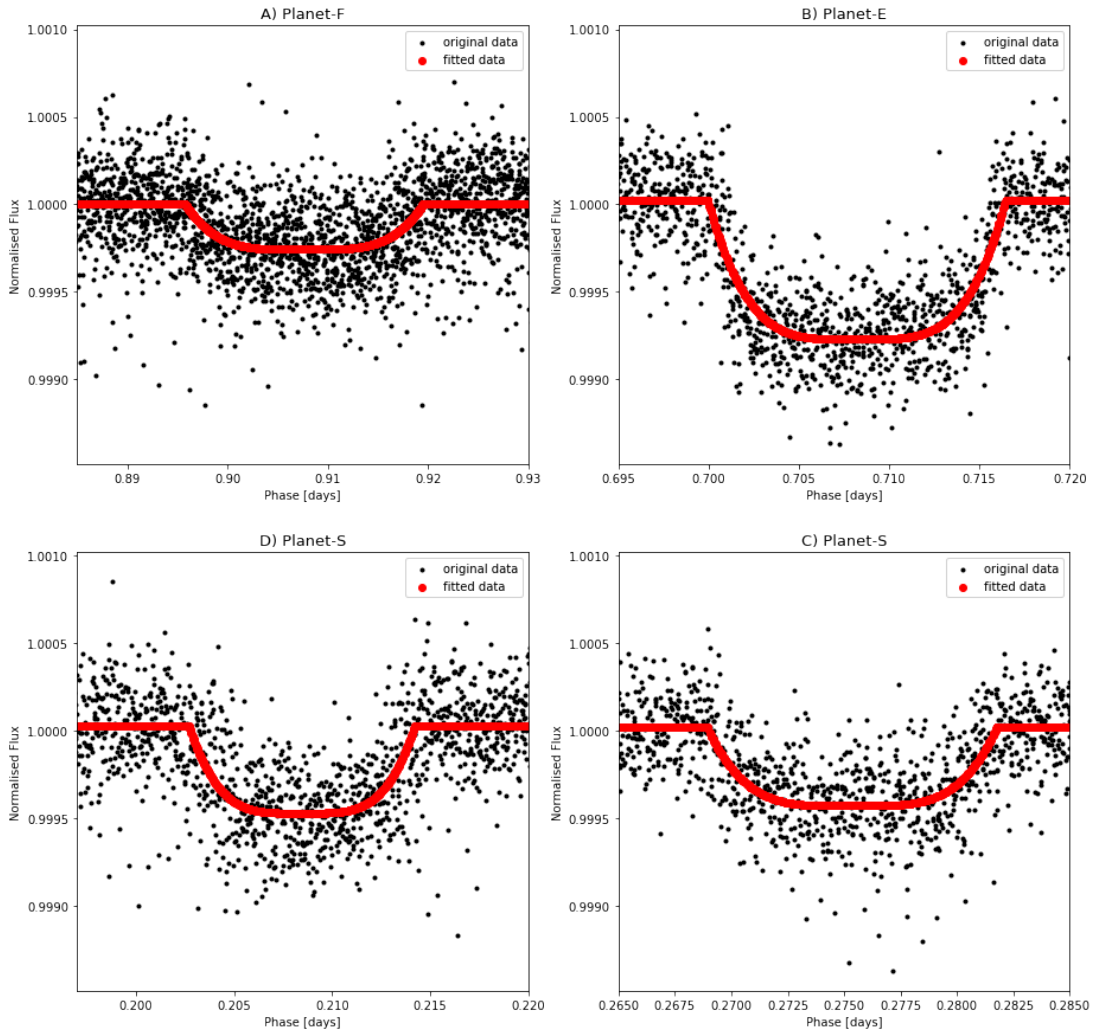 A) Planet-F
original data
fitted data
1.0010
1.0005
1.0000
0.9995
0.9990
Normalised Flux
0.89 0.90 0.91 0.92 0.93
Phase [days]
B) Planet-E
original data
fitted data
1.0010
1.0005
1.0000
0.9995
0.9990
Normalised Flux
0.695 0.700 0.705 0.710 0.715 0.720
Phase [days]
D) Planet-S
original data
fitted data
1.0010
1.0005
1.0000
0.9995
0.9990
Normalised Flux
0.200 0.205 0.210 0.215 0.220
Phase [days]
C) Planet-S
original data
fitted data
1.0010
1.0005
1.0000
0.9995
0.9990
Normalised Flux
0.2650 0.2675 0.2700 0.2725 0.2750 0.2775 0.2800 0.2825 0.2850
Phase [days]